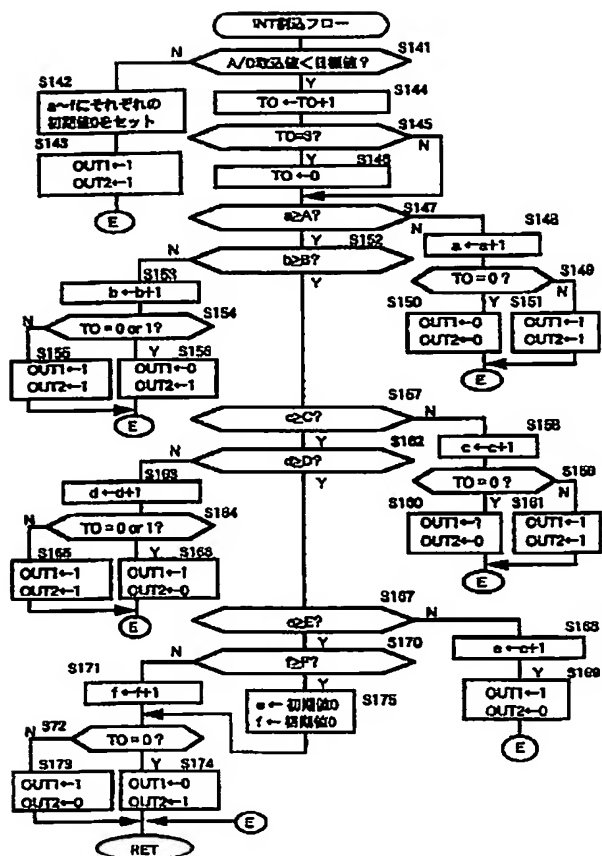 INT割込フロー
S141
N
A/D取込値<目標値?
S142
Y
S144
a~fにそれぞれの
初期値0をセット
TO←TO+1
S145
TO=3?
S143
Y
S146
N
OUT1←1
OUT2←1
TO←0
E
a≥A?
S147
N
S148
Y
S152
a←a+1
N
b≥B?
S153
Y
S149
b←b+1
TO=0?
S154
S150
Y
S151
N
N
TO=0 or 1?
OUT1←0
OUT2←0
OUT1←1
OUT2←1
S155
Y
S156
OUT1←1
OUT2←1
OUT1←0
OUT2←1
E
E
S157
c≥C?
N
S158
Y
S162
c←c+1
N
d≥D?
S163
Y
S159
d←d+1
TO=0?
S164
S160
Y
S161
N
N
TO=0 or 1?
OUT1←1
OUT2←0
OUT1←1
OUT2←1
S165
Y
S166
OUT1←1
OUT2←1
OUT1←1
OUT2←0
E
E
S167
e≥E?
N
S168
Y
S170
e←e+1
N
f≥F?
S171
Y
S175
Y
S169
f←f+1
e←初期値0
f←初期値0
OUT1←1
OUT2←0
S72
N
TO=0?
E
S173
Y
S174
OUT1←1
OUT2←0
OUT1←0
OUT2←1
E
RET